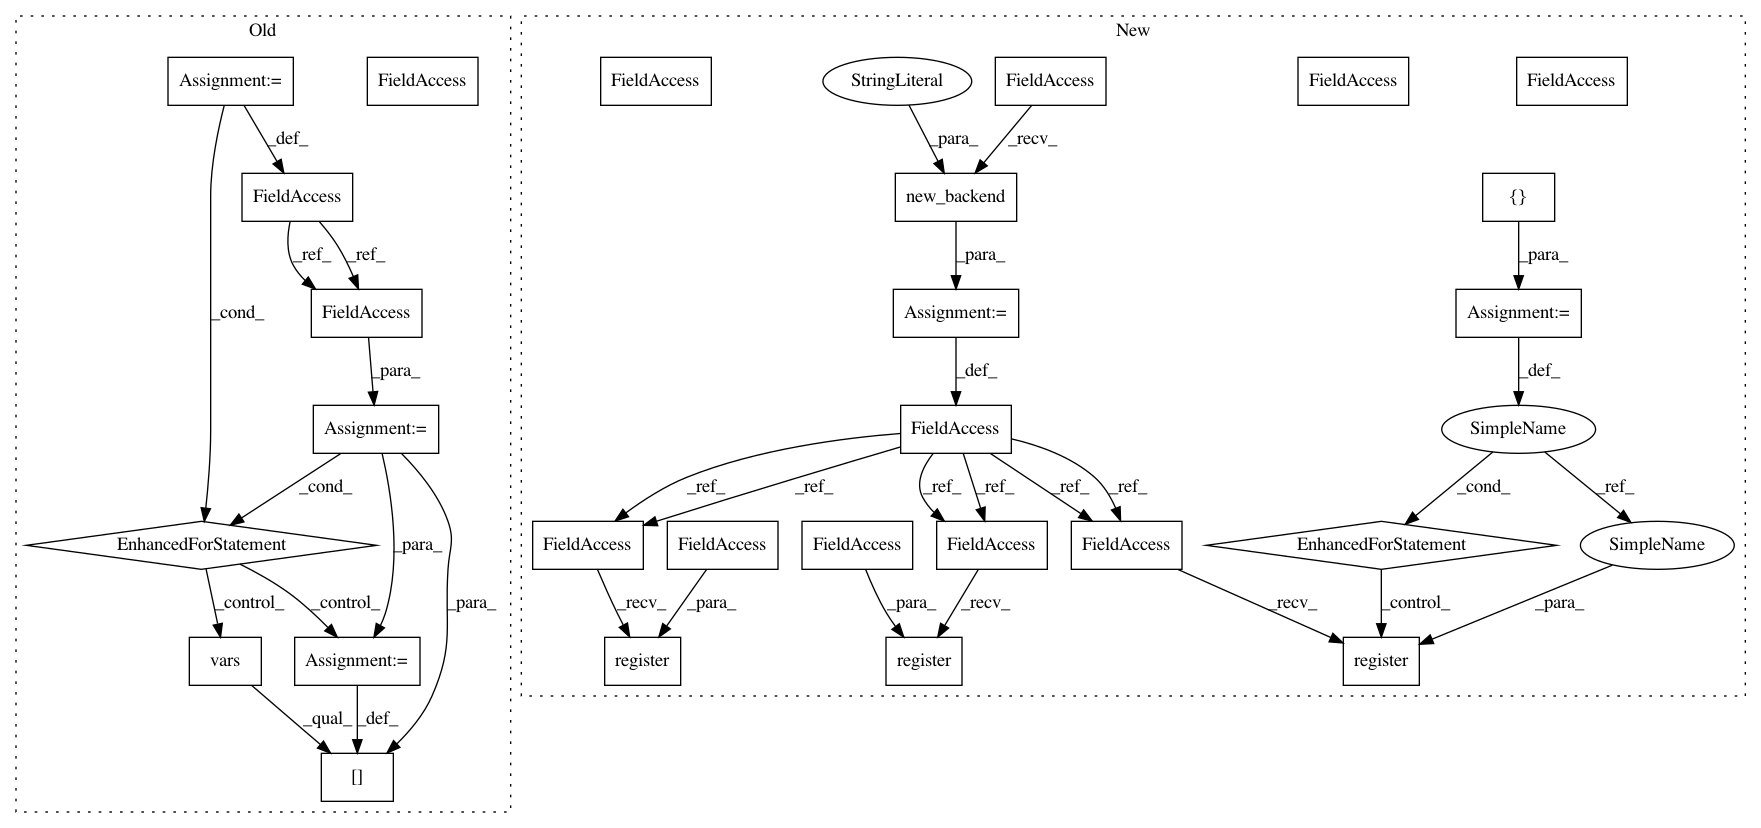 Old
New
Assignment:=
FieldAccess
FieldAccess
StringLiteral
FieldAccess
FieldAccess
FieldAccess
_def_
_para_
_recv_
FieldAccess
new_backend
{}
_ref_
_ref_
_para_
_para_
_cond_
FieldAccess
Assignment:=
Assignment:=
_para_
_def_
_def_
Assignment:=
FieldAccess
SimpleName
_cond_
_ref_
_ref_
_ref_
_ref_
_ref_
_ref_
_cond_
_ref_
EnhancedForStatement
_para_
FieldAccess
FieldAccess
FieldAccess
FieldAccess
FieldAccess
EnhancedForStatement
SimpleName
_control_
_control_
_para_
_recv_
_para_
_para_
_recv_
_recv_
_control_
_para_
vars
Assignment:=
register
register
register
_qual_
_def_
[]